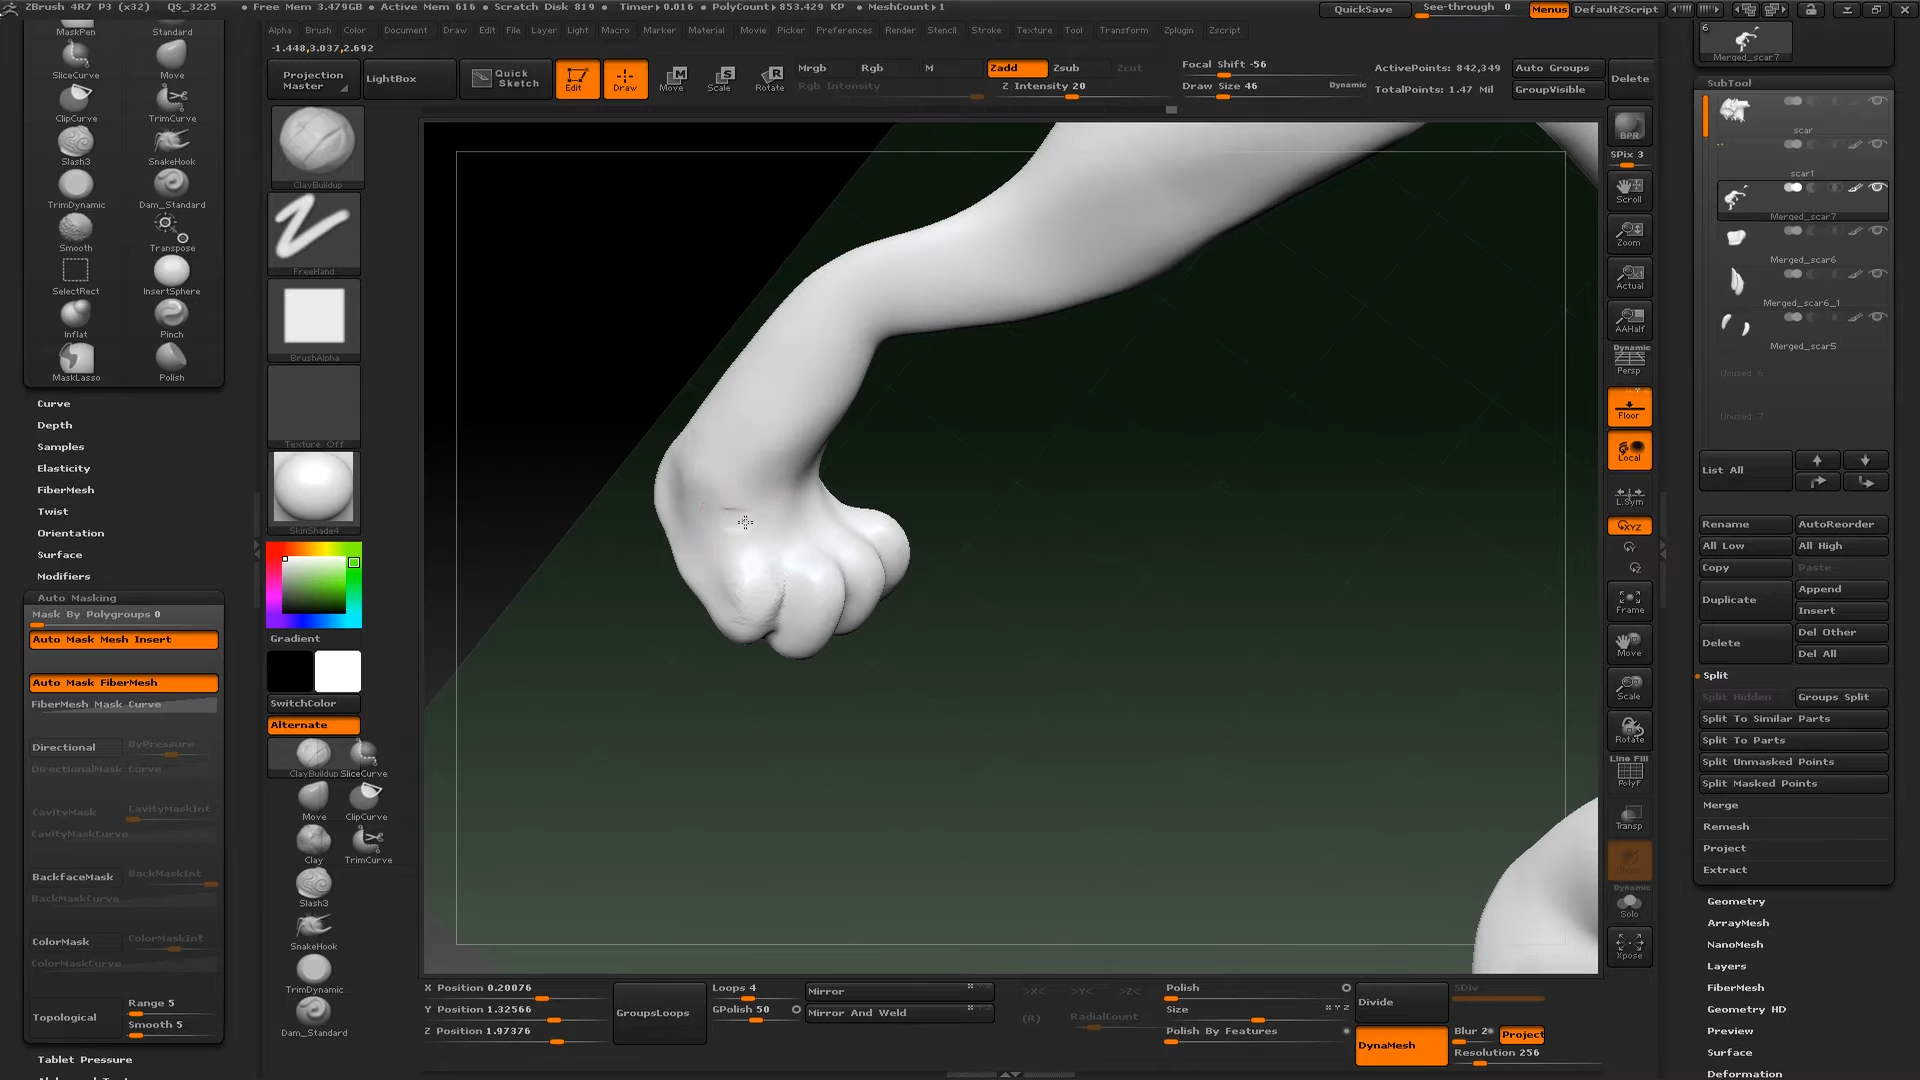 ZBrush 4R7 P3 (x32) QS_3225 • Free Mem 3.479GB • Active Mem 616 • Scratch Disk 819 • Timer▸0.016 • PolyCount▸853.429 KP • MeshCount▸1
QuickSave See-through 0 Menus DefaultZScript
Alpha Brush Color Document Draw Edit File Layer Light Macro Marker Material Movie Picker Preferences Render Stencil Stroke Texture Tool Transform Zplugin Zscript
-1.448,3.037,2.692
Projection Master
LightBox
Quick Sketch
Edit
Draw
Move
Scale
Rotate
Mrgb Rgb M
Rgb Intensity
Zadd Zsub Zcut
Z Intensity 20
Focal Shift -56
Draw Size 46 Dynamic
ActivePoints: 842,349
TotalPoints: 1.47 Mil
Auto Groups
GroupVisible
Delete
MaskPen Standard
SliceCurve Move
ClipCurve TrimCurve
Slash3 SnakeHook
TrimDynamic Dam_Standard
Smooth Transpose
SelectRect InsertSphere
Inflat Pinch
MaskLasso Polish
Curve
Depth
Samples
Elasticity
FiberMesh
Twist
Orientation
Surface
Modifiers
Auto Masking
Mask By Polygroups 0
Auto Mask Mesh Insert
Auto Mask FiberMesh
FiberMesh Mask Curve
Directional ByPressure
DirectionalMask Curve
CavityMask CavityMaskInt
CavityMaskCurve
BackfaceMask BackMaskInt
BackMaskCurve
ColorMask ColorMaskInt
ColorMaskCurve
Topological
Range 5
Smooth 5
Tablet Pressure
ClayBuildup
FreeHand
BrushAlpha
Texture Off
SkinShade4
Gradient
SwitchColor
Alternate
ClayBuildup SliceCurve
Move ClipCurve
Clay TrimCurve
Slash3
SnakeHook
TrimDynamic
Dam_Standard
BPR
SPix 3
Scroll
Zoom
Actual
AAHalf
Dynamic
Persp
Floor
Local
L.Sym
XYZ
Frame
Move
Scale
Rotate
Line Fill
PolyF
Transp
Dynamic
Solo
Xpose
6
Merged_scar7
SubTool
scar
scar1
Merged_scar7
Merged_scar6
Merged_scar6_1
Merged_scar5
Unused 6
Unused 7
List All
Rename AutoReorder
All Low All High
Copy Paste
Duplicate Append
Insert
Delete Del Other
Del All
Split
Split Hidden Groups Split
Split To Similar Parts
Split To Parts
Split Unmasked Points
Split Masked Points
Merge
Remesh
Project
Extract
Geometry
ArrayMesh
NanoMesh
Layers
FiberMesh
Geometry HD
Preview
Surface
Deformation
X Position 0.20076
Y Position 1.32566
Z Position 1.97376
GroupsLoops
Loops 4
GPolish 50
Mirror
Mirror And Weld
>X< >Y< >Z<
(R) RadialCount
Polish
Size X Y Z
Polish By Features
Divide
DynaMesh
SDiv
Blur 2 Project
Resolution 256